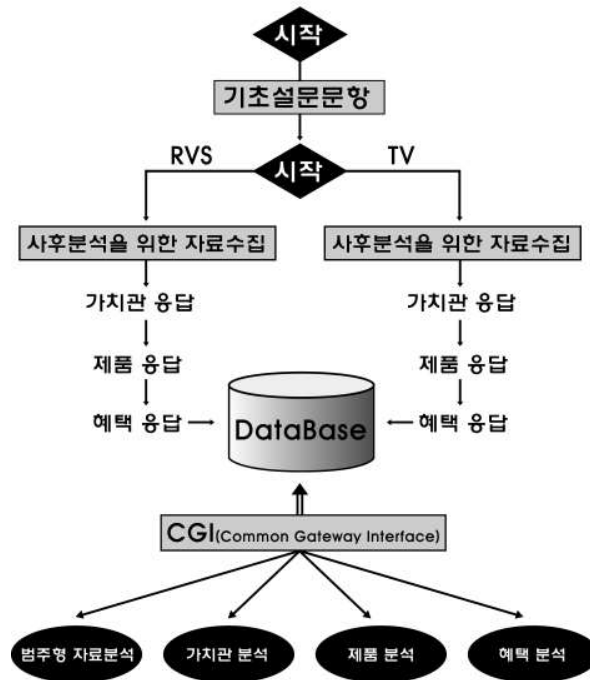 시작
기초설문문항
RVS
시작
TV
사후분석을 위한 자료수집
사후분석을 위한 자료수집
가치관 응답
가치관 응답
제품 응답
제품 응답
혜택 응답
DataBase
혜택 응답
CGI(Common Gateway Interface)
범주형 자료분석
가치관 분석
제품 분석
혜택 분석